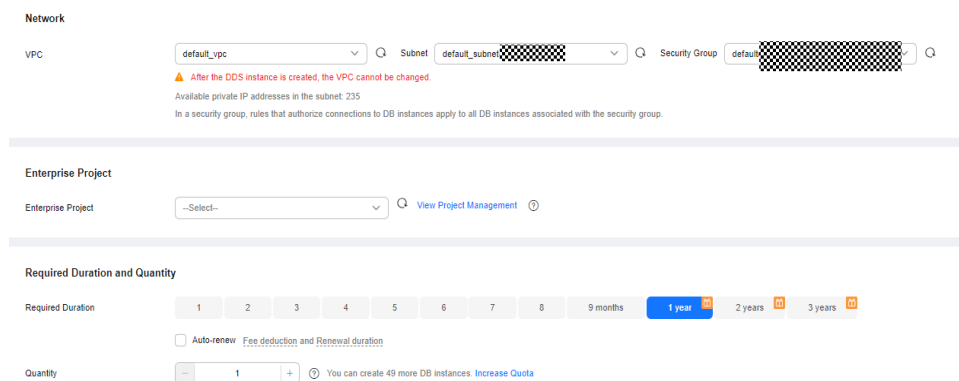 Network
VPC default_vpc Subnet default_subnet Security Group default
After the DDS instance is created, the VPC cannot be changed.
Available private IP addresses in the subnet: 235
In a security group, rules that authorize connections to DB instances apply to all DB instances associated with the security group.
Enterprise Project
Enterprise Project --Select-- View Project Management ?
Required Duration and Quantity
Required Duration 1 2 3 4 5 6 7 8 9 months 1 year 2 years 3 years
Auto-renew Fee deduction and Renewal duration
Quantity - 1 + ? You can create 49 more DB instances. Increase Quota